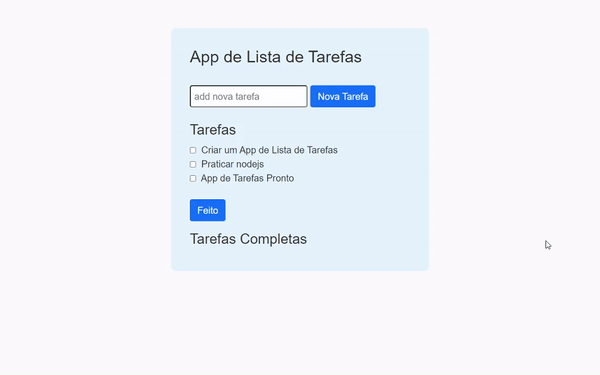 App de Lista de Tarefas
add nova tarefa Nova Tarefa
Tarefas
Criar um App de Lista de Tarefas
Praticar nodejs
App de Tarefas Pronto
Feito
Tarefas Completas